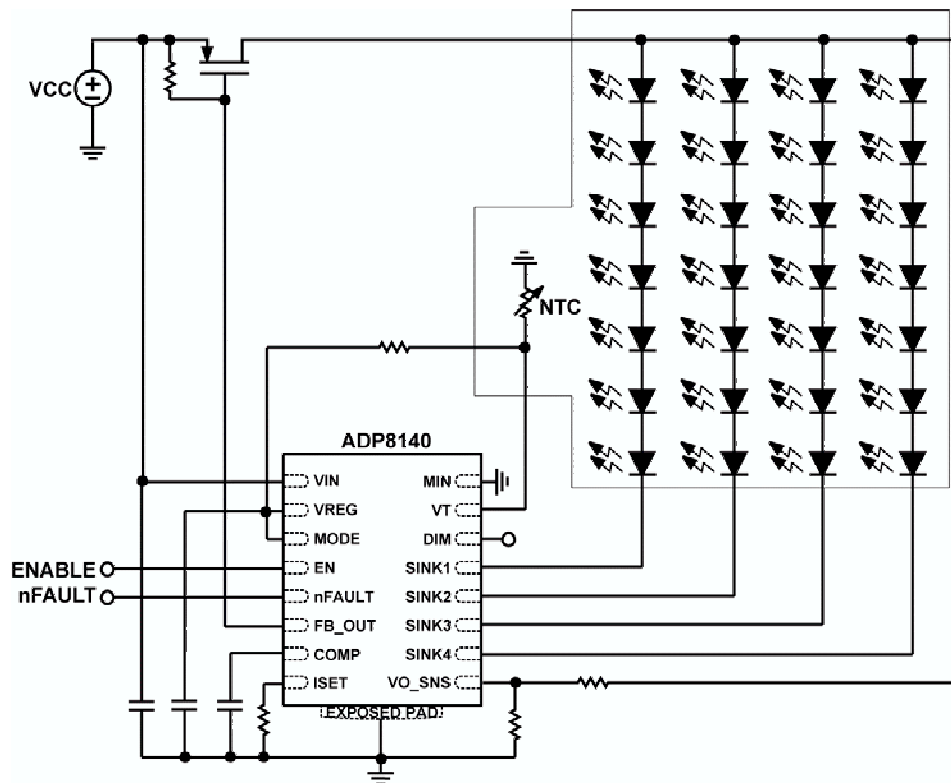 VCC
NTC
ADP8140
VIN
VREG
MODE
EN
nFAULT
FB_OUT
COMP
ISET
MIN
VT
DIM
SINK1
SINK2
SINK3
SINK4
VO_SNS
EXPOSED PAD
ENABLE
nFAULT